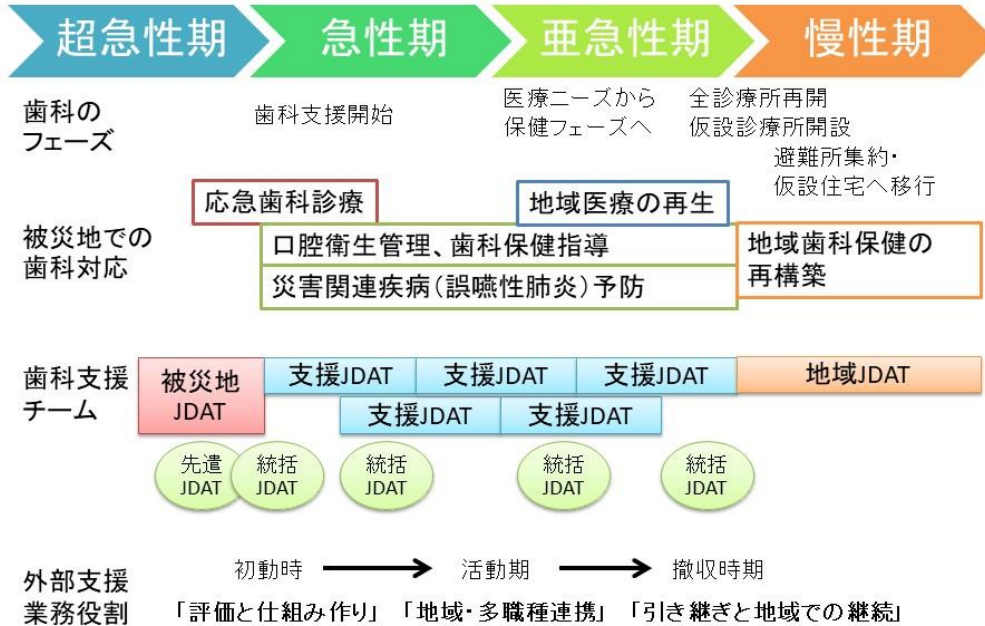 超急性期 急性期 亜急性期 慢性期
歯科の
フェーズ
歯科支援開始
医療ニーズから
保健フェーズへ
全診療所再開
仮設診療所開設
避難所集約・
仮設住宅へ移行
被災地での
歯科対応
応急歯科診療
地域医療の再生
口腔衛生管理、歯科保健指導
災害関連疾病(誤嚥性肺炎)予防
地域歯科保健の
再構築
歯科支援
チーム
被災地
JDAT
支援JDAT 支援JDAT 支援JDAT 地域JDAT
支援JDAT 支援JDAT
先遣
JDAT
統括
JDAT
統括
JDAT
統括
JDAT
統括
JDAT
外部支援
業務役割
初動時 活動期 撤収時期
「評価と仕組み作り」 「地域・多職種連携」 「引き継ぎと地域での継続」